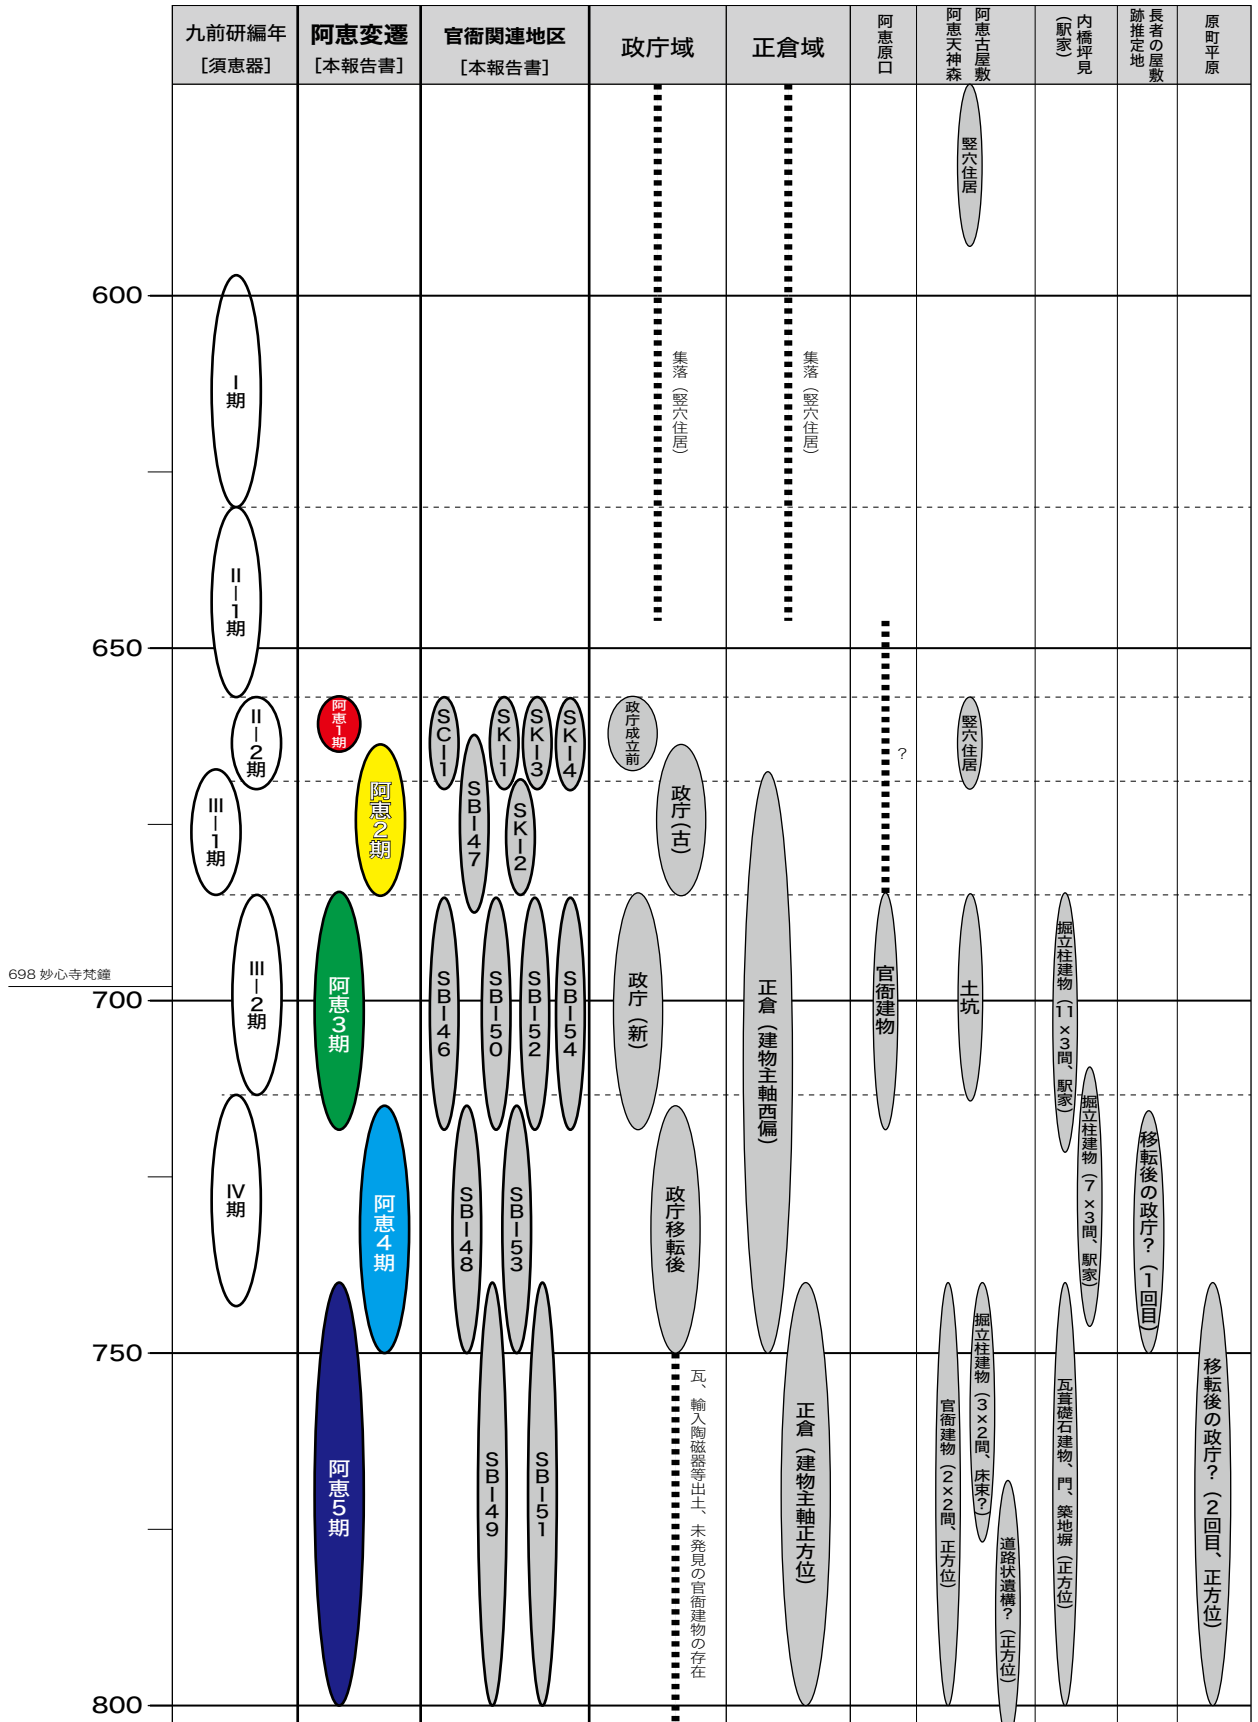 九前研編年
［須恵器］
阿恵変遷
［本報告書］
官衙関連地区
［本報告書］
政庁域
正倉域
阿恵原口
阿恵古屋敷
阿恵天神森
内橋坪見
（駅家）
長者の屋敷
跡推定地
原町平原
600
650
698 妙心寺梵鐘
700
750
800
Ⅰ期
Ⅱ－1期
Ⅱ－2期
Ⅲ－1期
Ⅲ－2期
Ⅳ期
阿恵1期
阿恵2期
阿恵3期
阿恵4期
阿恵5期
SC-11
SK-11
SK-13
SK-14
SB-147
SK-12
SB-146
SB-150
SB-152
SB-154
SB-148
SB-153
SB-149
SB-151
集落（竪穴住居）
政庁成立前
政庁（古）
政庁（新）
政庁移転後
瓦、輸入陶磁器等出土、未発見の官衙建物の存在
集落（竪穴住居）
正倉（建物主軸西偏）
正倉（建物主軸正方位）
？
官衙建物
竪穴住居
竪穴住居
土坑
官衙建物（2×2間、正方位）
掘立柱建物（3×2間、床束？）
道路状遺構？（正方位）
掘立柱建物（11×3間、駅家）
掘立柱建物（7×3間、駅家）
瓦葺礎石建物、門、築地塀（正方位）
移転後の政庁？（1回目）
移転後の政庁？（2回目、正方位）